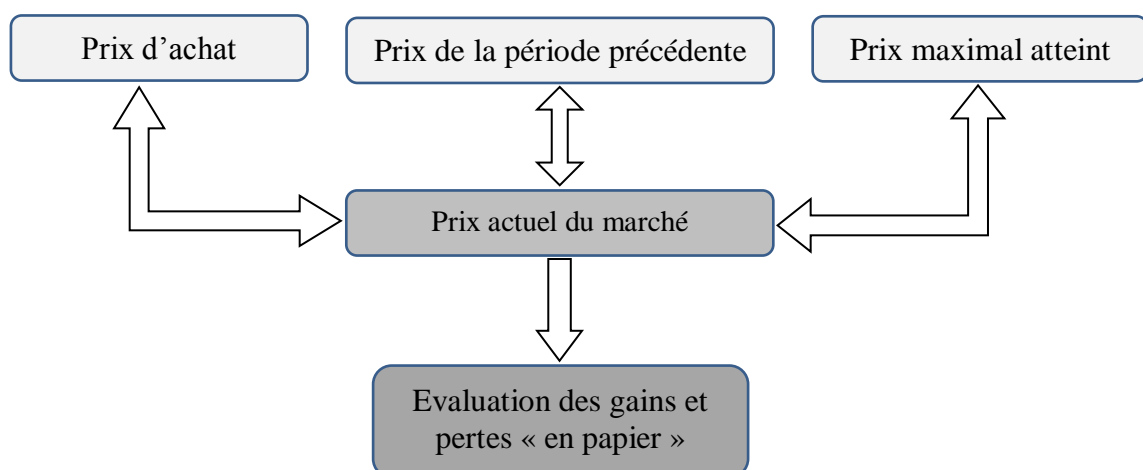 Prix d’achat
Prix de la période précédente
Prix maximal atteint
Prix actuel du marché
Evaluation des gains et
pertes « en papier »